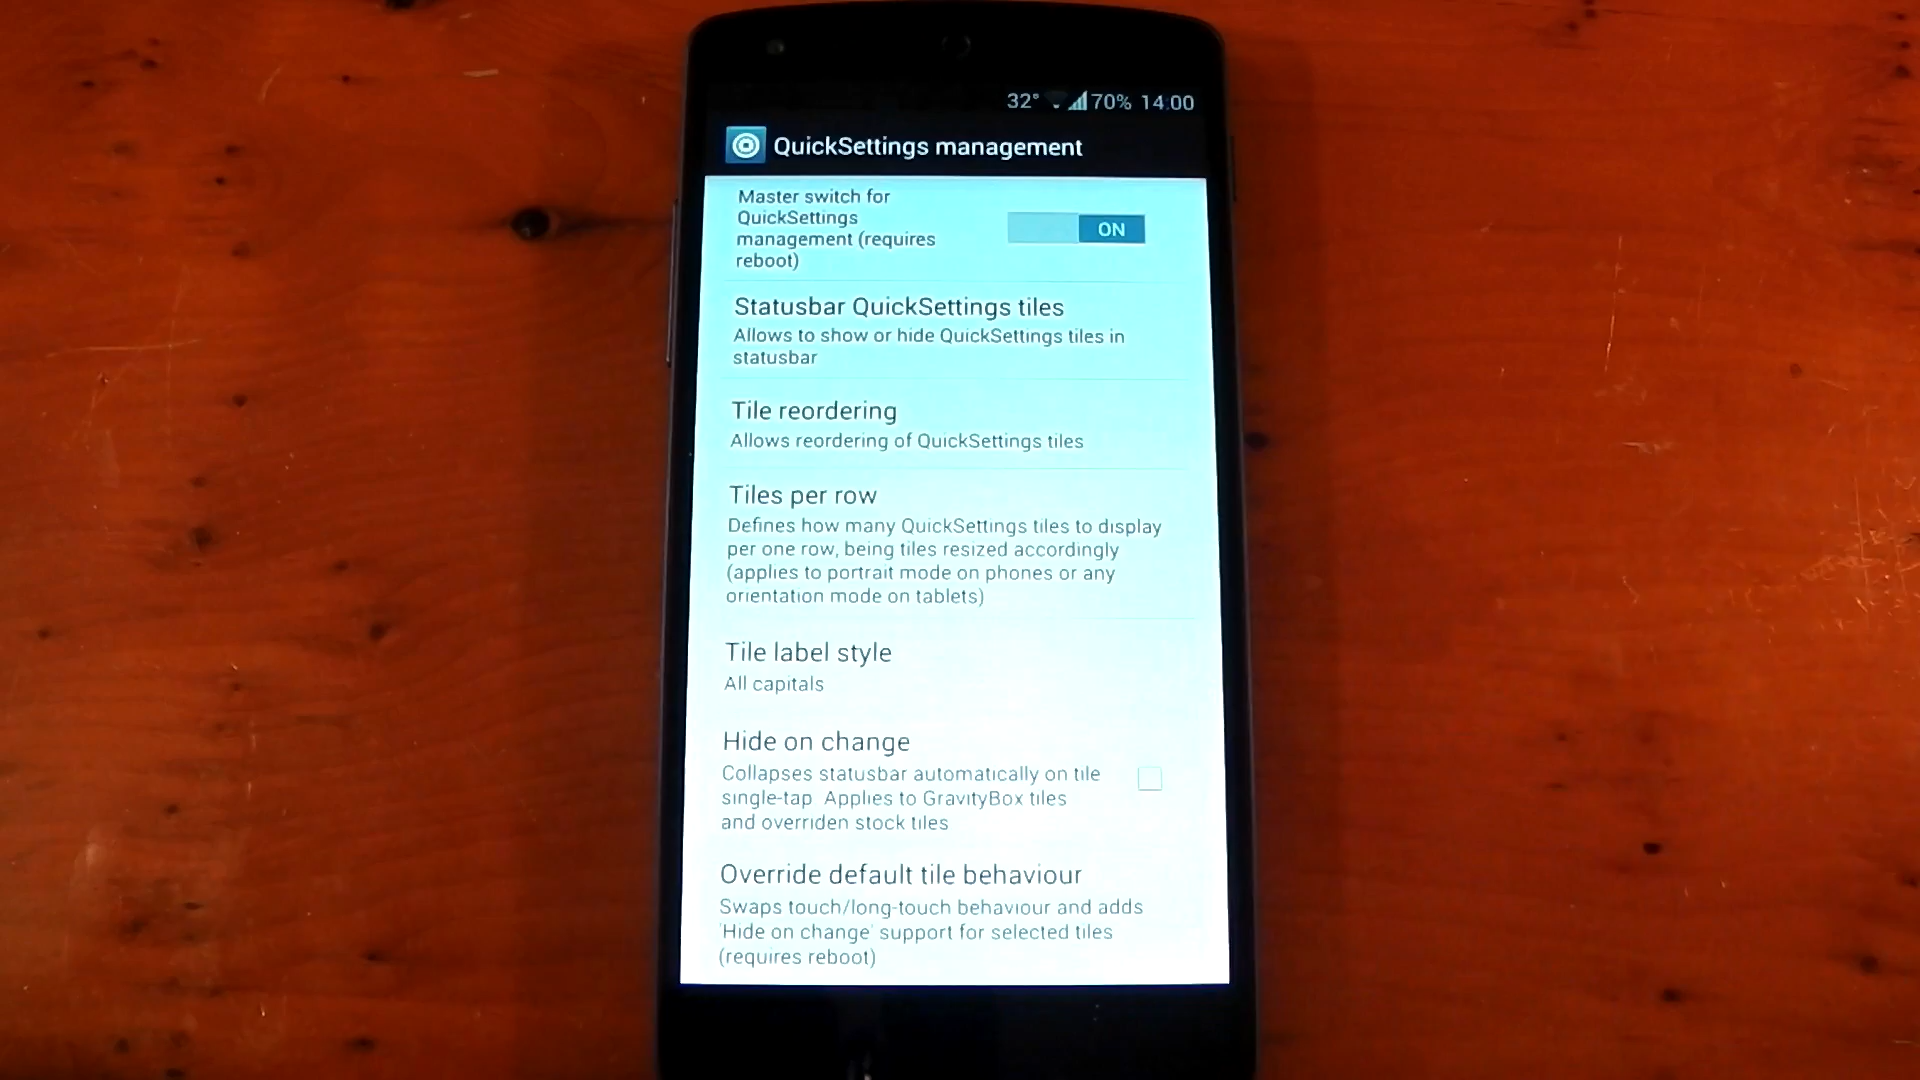 32° 70% 14:00
QuickSettings management
Master switch for
QuickSettings
management (requires
reboot)
ON
Statusbar QuickSettings tiles
Allows to show or hide QuickSettings tiles in
statusbar
Tile reordering
Allows reordering of QuickSettings tiles
Tiles per row
Defines how many QuickSettings tiles to display
per one row, being tiles resized accordingly
(applies to portrait mode on phones or any
orientation mode on tablets)
Tile label style
All capitals
Hide on change
Collapses statusbar automatically on tile
single-tap. Applies to GravityBox tiles
and overriden stock tiles
Override default tile behaviour
Swaps touch/long-touch behaviour and adds
'Hide on change' support for selected tiles
(requires reboot)